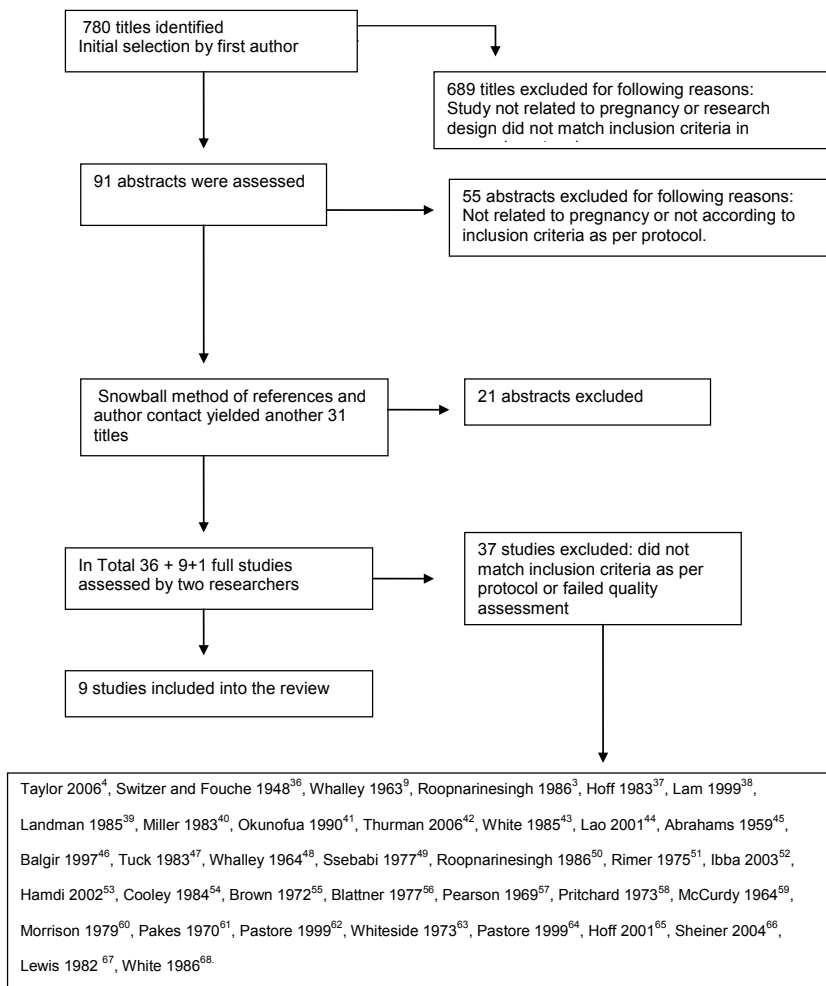 780 titles identified
Initial selection by first author
689 titles excluded for following reasons:
Study not related to pregnancy or research
design did not match inclusion criteria in
91 abstracts were assessed
55 abstracts excluded for following reasons:
Not related to pregnancy or not according to
inclusion criteria as per protocol.
Snowball method of references and
author contact yielded another 31
titles
21 abstracts excluded
In Total 36 + 9+1 full studies
assessed by two researchers
37 studies excluded: did not
match inclusion criteria as per
protocol or failed quality
assessment
9 studies included into the review
Taylor 2006⁴, Switzer and Fouche 1948³⁶, Whalley 1963⁹, Roopnarinesingh 1986³, Hoff 1983³⁷, Lam 1999³⁸,
Landman 1985³⁹, Miller 1983⁴⁰, Okunofua 1990⁴¹, Thurman 2006⁴², White 1985⁴³, Lao 2001⁴⁴, Abrahams 1959⁴⁵,
Balgir 1997⁴⁶, Tuck 1983⁴⁷, Whalley 1964⁴⁸, Ssebabi 1977⁴⁹, Roopnarinesingh 1986⁵⁰, Rimer 1975⁵¹, Ibba 2003⁵²,
Hamdi 2002⁵³, Cooley 1984⁵⁴, Brown 1972⁵⁵, Blattner 1977⁵⁶, Pearson 1969⁵⁷, Pritchard 1973⁵⁸, McCurdy 1964⁵⁹,
Morrison 1979⁶⁰, Pakes 1970⁶¹, Pastore 1999⁶², Whiteside 1973⁶³, Pastore 1999⁶⁴, Hoff 2001⁶⁵, Sheiner 2004⁶⁶,
Lewis 1982 ⁶⁷, White 1986⁶⁸.